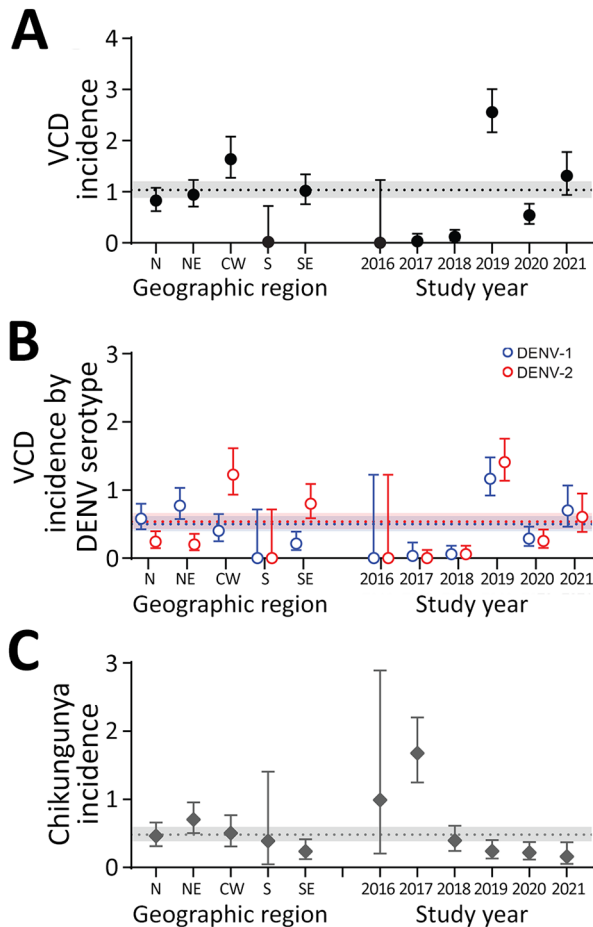 A
VCD
incidence
4
3
2
1
0
N NE CW S SE 2016 2017 2018 2019 2020 2021
Geographic region Study year
B
VCD
incidence by
DENV serotype
3
2
1
0
DENV-1
DENV-2
N NE CW S SE 2016 2017 2018 2019 2020 2021
Geographic region Study year
C
Chikungunya
incidence
3
2
1
0
N NE CW S SE 2016 2017 2018 2019 2020 2021
Geographic region Study year